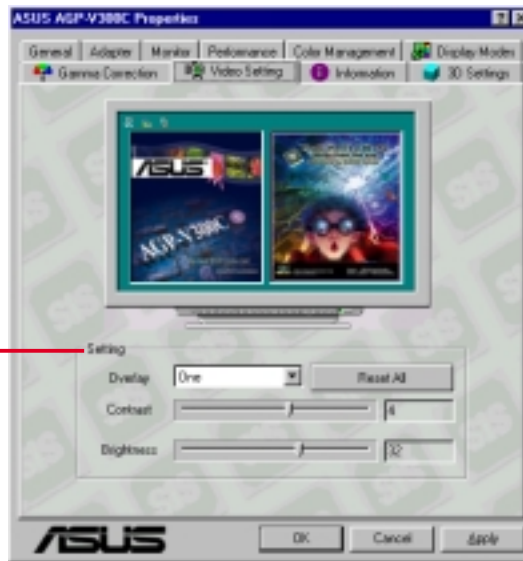 ASUS AGP-V300C Properties
General Adapter Monitor Performance Color Management Display Modes
Gamma Correction Video Setting Information 3D Settings
ASUS
AGP-V300C
Setting
Overlay One Reset All
Contrast 4
Brightness 32
ASUS OK Cancel Apply